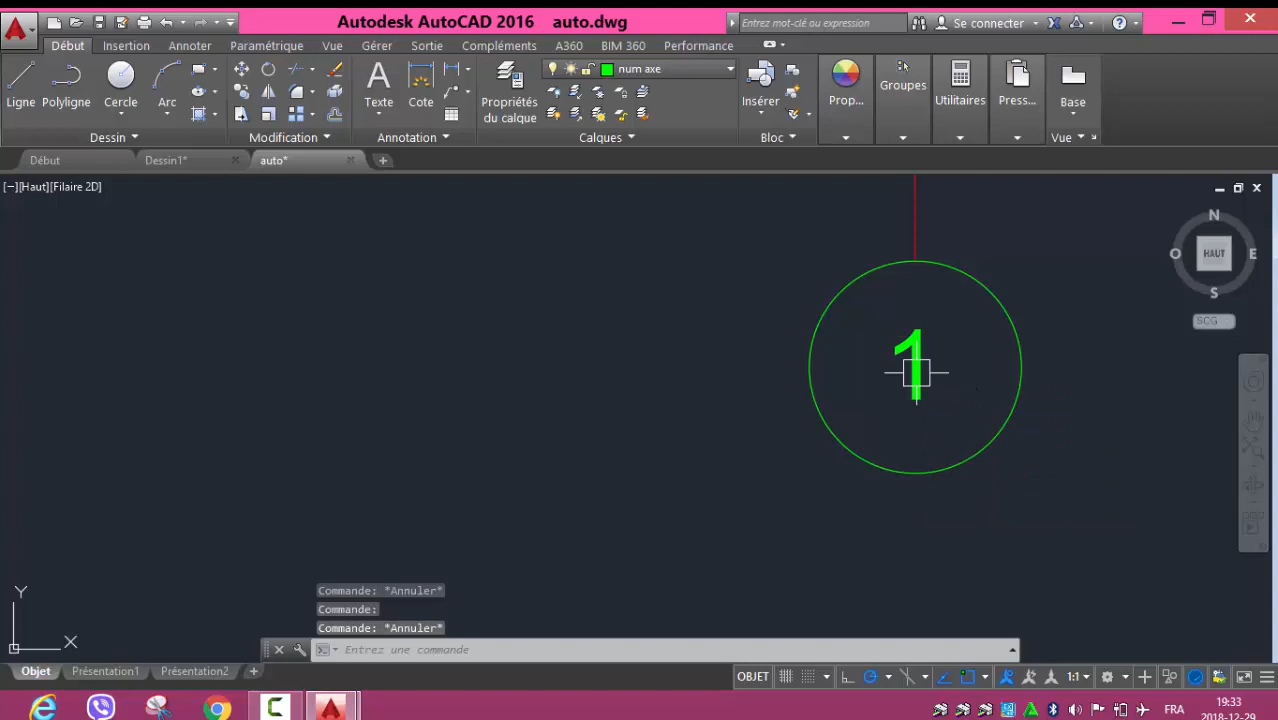 Autodesk AutoCAD 2016 auto.dwg
Entrez mot-clé ou expression
Se connecter
Début Insertion Annoter Paramétrique Vue Gérer Sortie Compléments A360 BIM 360 Performance
Ligne Polyligne Cercle Arc
Texte Cote
Propriétés du calque
num axe
Insérer
Prop... Groupes Utilitaires Press... Base
Dessin Modification Annotation Calques Bloc Vue
Début Dessin1* auto*
[−][Haut][Filaire 2D]
N
O HAUT E
S
SCG
1
Y
X
Commande: *Annuler*
Commande:
Commande: *Annuler*
Entrez une commande
Objet Présentation1 Présentation2
OBJET 1:1
FRA
19:33
2018-12-29